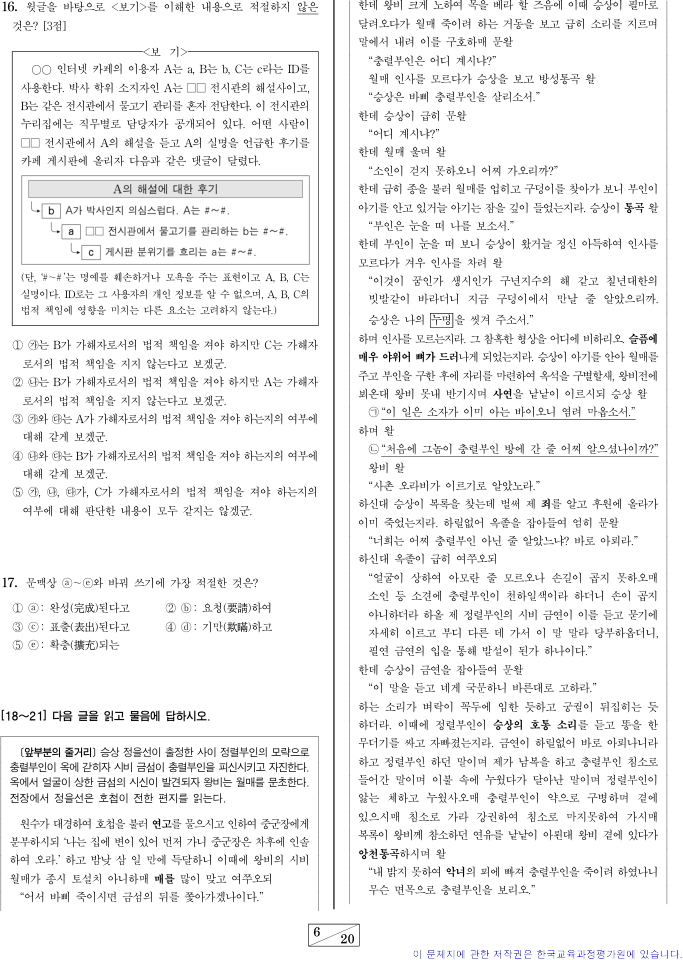 16. 윗글을 바탕으로 <보기>를 이해한 내용으로 적절하지 않은
것은? [3점]
<보 기>
○○ 인터넷 카페의 이용자 A는 a, B는 b, C는 c라는 ID를
사용한다. 박사 학위 소지자인 A는 □□ 전시관의 해설사이고,
B는 같은 전시관에서 물고기 관리를 혼자 전담한다. 이 전시관의
누리집에는 직무별로 담당자가 공개되어 있다. 어떤 사람이
□□ 전시관에서 A의 해설을 듣고 A의 실명을 언급한 후기를
카페 게시판에 올리자 다음과 같은 댓글이 달렸다.
A의 해설에 대한 후기
b A가 박사인지 의심스럽다. A는 #~#.
a □□ 전시관에서 물고기를 관리하는 b는 #~#.
c 게시판 분위기를 흐리는 a는 #~#.
(단, ‘#~#’는 명예를 훼손하거나 모욕을 주는 표현이고 A, B, C는
실명이다. ID로는 그 사용자의 개인 정보를 알 수 없으며, A, B, C의
법적 책임에 영향을 미치는 다른 요소는 고려하지 않는다.)
① ㉮는 B가 가해자로서의 법적 책임을 져야 하지만 C는 가해자
로서의 법적 책임을 지지 않는다고 보겠군.
② ㉯는 B가 가해자로서의 법적 책임을 져야 하지만 A는 가해자
로서의 법적 책임을 지지 않는다고 보겠군.
③ ㉮와 ㉰는 A가 가해자로서의 법적 책임을 져야 하는지의 여부에
대해 같게 보겠군.
④ ㉯와 ㉰는 B가 가해자로서의 법적 책임을 져야 하는지의 여부에
대해 같게 보겠군.
⑤ ㉮, ㉯, ㉰가, C가 가해자로서의 법적 책임을 져야 하는지의
여부에 대해 판단한 내용이 모두 같지는 않겠군.
17. 문맥상 ⓐ~ⓔ와 바꿔 쓰기에 가장 적절한 것은?
① ⓐ: 완성(完成)된다고 ② ⓑ: 요청(要請)하여
③ ⓒ: 표출(表出)된다고 ④ ⓓ: 기만(欺瞞)하고
⑤ ⓔ: 확충(擴充)되는
[18~21] 다음 글을 읽고 물음에 답하시오.
[앞부분의 줄거리] 승상 정을선이 출정한 사이 정렬부인의 모략으로
충렬부인이 옥에 갇히자 시비 금섬이 충렬부인을 피신시키고 자진한다.
옥에서 얼굴이 상한 금섬의 시신이 발견되자 왕비는 월매를 문초한다.
전장에서 정을선은 호첩이 전한 편지를 읽는다.
원수가 대경하여 호첩을 불러 연고를 물으시고 인하여 중군장에게
분부하시되 ‘나는 집에 변이 있어 먼저 가니 중군장은 차후에 인솔
하여 오라.’ 하고 밤낮 삼 일 만에 득달하니 이때에 왕비의 시비
월매가 종시 토설치 아니하매 매를 많이 맞고 여쭈오되
“어서 바삐 죽이시면 금섬의 뒤를 쫓아가겠나이다.”
한데 왕비 크게 노하여 목을 베라 할 즈음에 이때 승상이 필마로
달려오다가 월매 죽이려 하는 거동을 보고 급히 소리를 지르며
말에서 내려 이를 구호하매 문왈
“충렬부인은 어디 계시냐?”
월매 인사를 모르다가 승상을 보고 방성통곡 왈
“승상은 바삐 충렬부인을 살리소서.”
한데 승상이 급히 문왈
“어디 계시냐?”
한데 월매 울며 왈
“소인이 걷지 못하오니 어찌 가오리까?”
한데 급히 종을 불러 월매를 업히고 구덩이를 찾아가 보니 부인이
아기를 안고 있거늘 아기는 잠을 깊이 들었는지라. 승상이 통곡 왈
“부인은 눈을 떠 나를 보소서.”
한데 부인이 눈을 떠 보니 승상이 왔거늘 정신 아득하여 인사를
모르다가 겨우 인사를 차려 왈
“이것이 꿈인가 생시인가 구년지수의 해 같고 칠년대한의
빗발같이 바라더니 지금 구덩이에서 만날 줄 알았으리까.
승상은 나의 누명을 씻겨 주소서.”
하며 인사를 모르는지라. 그 참혹한 형상을 어디에 비하리오. 슬픔에
매우 야위어 뼈가 드러나게 되었는지라. 승상이 아기를 안아 월매를
주고 부인을 구한 후에 자리를 마련하여 옥석을 구별할새, 왕비전에
뵈온대 왕비 못내 반기시며 사연을 낱낱이 이르시되 승상 왈
㉠“이 일은 소자가 이미 아는 바이오니 염려 마옵소서.”
하며 왈
㉡“처음에 그놈이 충렬부인 방에 간 줄 어찌 알으셨나이까?”
왕비 왈
“사촌 오라비가 이르기로 알았노라.”
하신대 승상이 복록을 찾는데 벌써 제 죄를 알고 후원에 올라가
이미 죽었는지라. 하릴없어 옥졸을 잡아들여 엄히 문왈
“너희는 어찌 충렬부인 아닌 줄 알았느냐? 바로 아뢰라.”
하신대 옥졸이 급히 여쭈오되
“얼굴이 상하여 아모란 줄 모르오나 손길이 곱지 못하오매
소인 등 소견에 충렬부인이 천하일색이라 하더니 손이 곱지
아니하더라 하올 제 정렬부인의 시비 금연이 이를 듣고 묻기에
자세히 이르고 부디 다른 데 가서 이 말 말라 당부하옵더니,
필연 금연의 입을 통해 발설이 된가 하나이다.”
한데 승상이 금연을 잡아들여 문왈
“이 말을 듣고 네게 국문하니 바른대로 고하라.”
하는 소리가 벼락이 꼭두에 임한 듯하고 궁궐이 뒤집히는 듯
하더라. 이때에 정렬부인이 승상의 호통 소리를 듣고 똥을 한
무더기를 싸고 자빠졌는지라. 금연이 하릴없어 바로 아뢰나니라
하고 정렬부인 하던 말이며 제가 남복을 하고 충렬부인 침소로
들어간 말이며 이불 속에 누웠다가 달아난 말이며 정렬부인이
앓는 체하고 누웠사오매 충렬부인이 약으로 구병하며 곁에
있으시매 침소로 가라 강권하여 침소로 마지못하여 가시매
복록이 왕비께 참소하던 연유를 낱낱이 아뢴대 왕비 곁에 있다가
앙천통곡하시며 왈
“내 밝지 못하여 악녀의 꾀에 빠져 충렬부인을 죽이려 하였나니
무슨 면목으로 충렬부인을 보리오.”
6
20
이 문제지에 관한 저작권은 한국교육과정평가원에 있습니다.